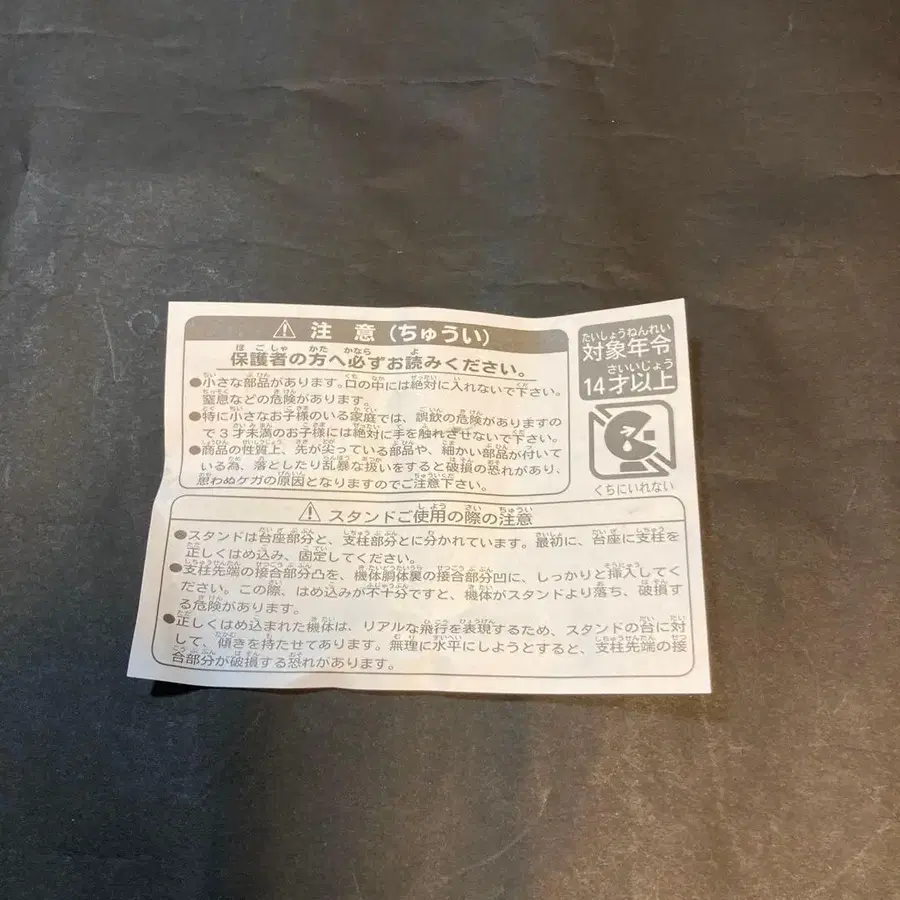 ⚠ 注 意 (ちゅうい)
保護者の方へ必ずお読みください。
●小さな部品があります。口の中には絶対に入れないで下さい。
窒息などの危険があります。
●特に小さなお子様のいる家庭では、誤飲の危険がありますの
で3才未満のお子様には絶対に手を触れさせないで下さい。
●商品の性質上、先が尖っている部品や、細かい部品が付いて
いる為、落としたり乱暴な扱いをすると破損の恐れがあり、
思わぬケガの原因となりますのでご注意下さい。
たいしょうねんれい
対象年令
さいいじょう
14才以上
くちにいれない
⚠ スタンドご使用の際の注意
●スタンドは台座部分と、支柱部分とに分かれています。最初に、台座に支柱を
正しくはめ込み、固定してください。
●支柱先端の接合部分凸を、機体胴体裏の接合部分凹に、しっかりと挿入してく
ださい。この際、はめ込みが不十分ですと、機体がスタンドより落ち、破損す
る危険があります。
●正しくはめ込まれた機体は、リアルな飛行を表現するため、スタンドの台に対
して、傾きを持たせてあります。無理に水平にしようとすると、支柱先端の接
合部分が破損する恐れがあります。